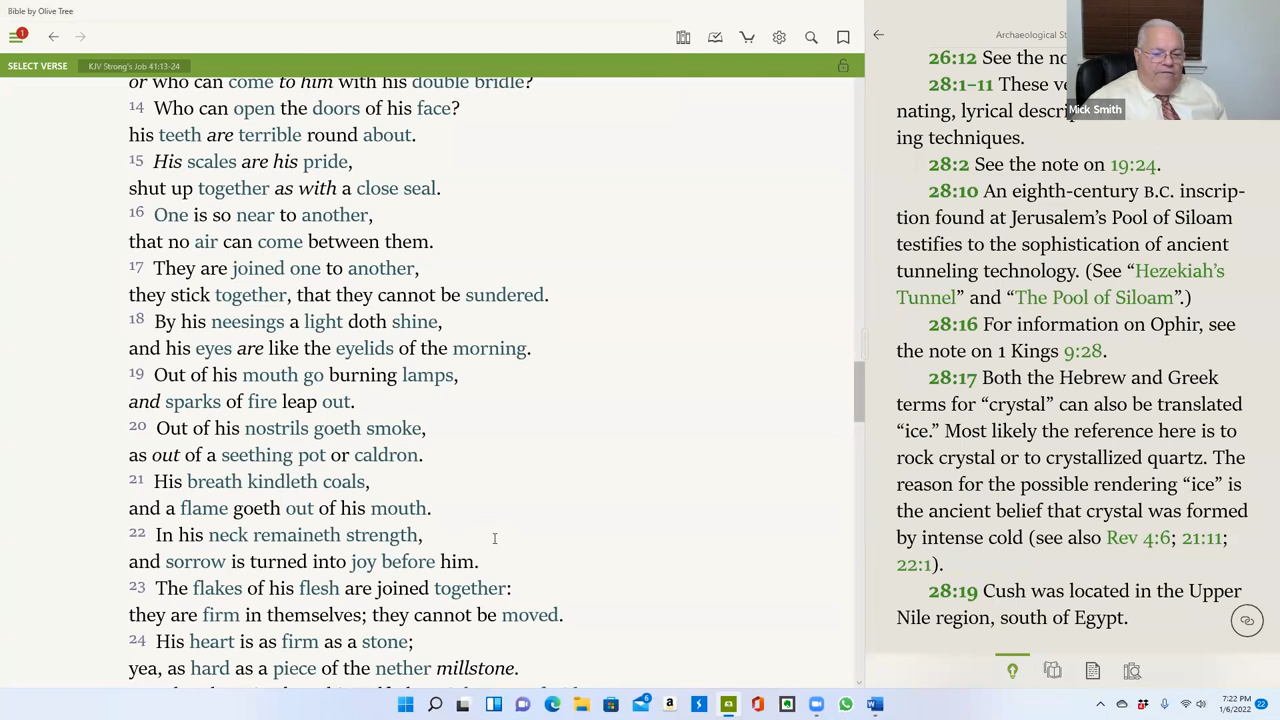 Bible by Olive Tree
1
SELECT VERSE
KJV Strong's Job 41:13-24
or who can come to him with his double bridle?
14 Who can open the doors of his face?
his teeth are terrible round about.
15 His scales are his pride,
shut up together as with a close seal.
16 One is so near to another,
that no air can come between them.
17 They are joined one to another,
they stick together, that they cannot be sundered.
18 By his neesings a light doth shine,
and his eyes are like the eyelids of the morning.
19 Out of his mouth go burning lamps,
and sparks of fire leap out.
20 Out of his nostrils goeth smoke,
as out of a seething pot or caldron.
21 His breath kindleth coals,
and a flame goeth out of his mouth.
22 In his neck remaineth strength,
and sorrow is turned into joy before him.
23 The flakes of his flesh are joined together:
they are firm in themselves; they cannot be moved.
24 His heart is as firm as a stone;
yea, as hard as a piece of the nether millstone.
Archaeological St
26:12 See the no
28:1–11 These ve
nating, lyrical descrip
ing techniques.
28:2 See the note on 19:24.
28:10 An eighth-century B.C. inscrip-
tion found at Jerusalem's Pool of Siloam
testifies to the sophistication of ancient
tunneling technology. (See “Hezekiah's
Tunnel” and “The Pool of Siloam”.)
28:16 For information on Ophir, see
the note on 1 Kings 9:28.
28:17 Both the Hebrew and Greek
terms for “crystal” can also be translated
“ice.” Most likely the reference here is to
rock crystal or to crystallized quartz. The
reason for the possible rendering “ice” is
the ancient belief that crystal was formed
by intense cold (see also Rev 4:6; 21:11;
22:1).
28:19 Cush was located in the Upper
Nile region, south of Egypt.
Mick Smith
6
7:22 PM
1/6/2022
22